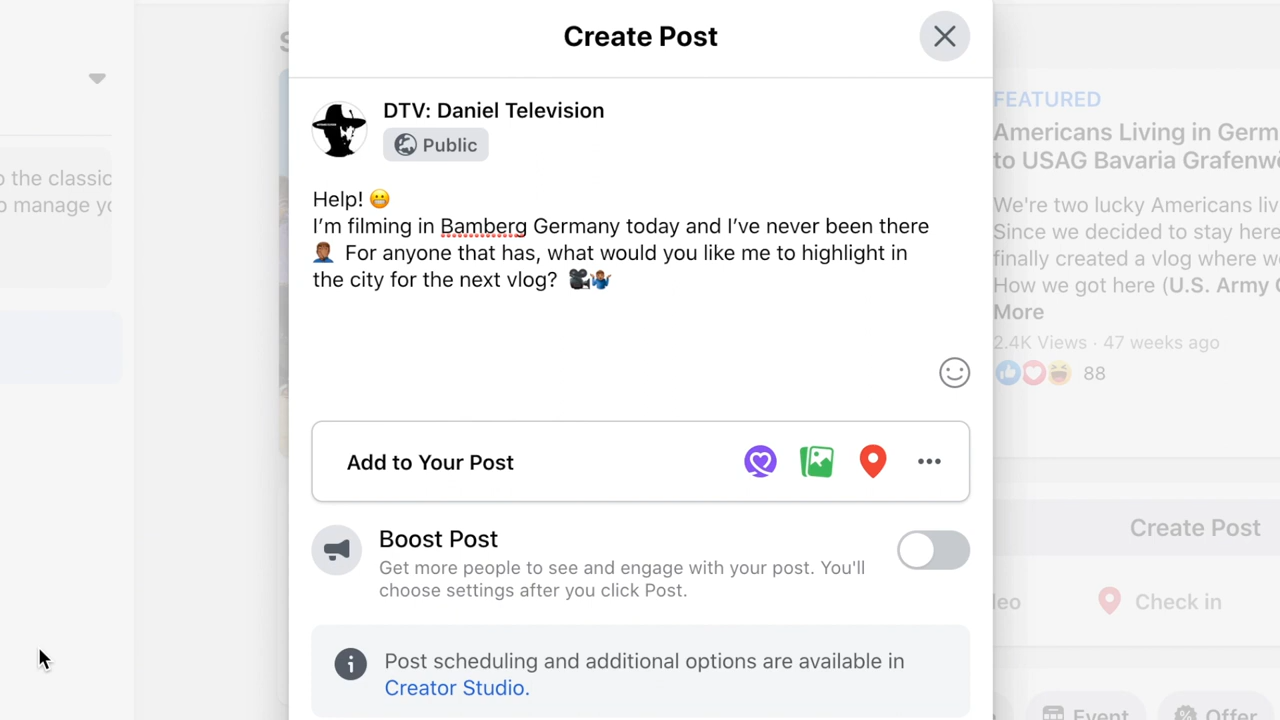 Create Post
DTV: Daniel Television
Public
Help! 😬
I’m filming in Bamberg Germany today and I’ve never been there
🤦🏾‍♂️ For anyone that has, what would you like me to highlight in
the city for the next vlog? 🎥🤷🏾‍♂️
Add to Your Post
Boost Post
Get more people to see and engage with your post. You'll
choose settings after you click Post.
Post scheduling and additional options are available in
Creator Studio.
o the classic
o manage
FEATURED
Americans Living in Germ
to USAG Bavaria Grafenw
We're two lucky Americans liv
Since we decided to stay here
finally created a vlog where w
How we got here (U.S. Army
More
2.4K Views · 47 weeks ago
88
Create Post
deo
Check in
Event
Offer